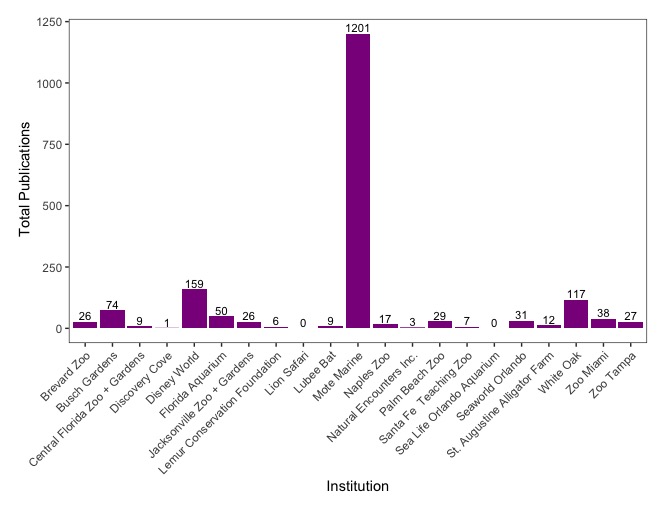 1250
1000
750
500
250
0
Total Publications
26
74
9
1
159
50
26
6
0
9
1201
17
3
29
7
0
31
12
117
38
27
Brevard Zoo
Busch Gardens
Central Florida Zoo + Gardens
Discovery Cove
Disney World
Florida Aquarium
Jacksonville Zoo + Gardens
Lemur Conservation Foundation
Lion Safari
Lubee Bat
Mote Marine
Naples Zoo
Natural Encounters Inc.
Palm Beach Zoo
Santa Fe  Teaching Zoo
Sea Life Orlando Aquarium
Seaworld Orlando
St. Augustine Alligator Farm
White Oak
Zoo Miami
Zoo Tampa
Institution